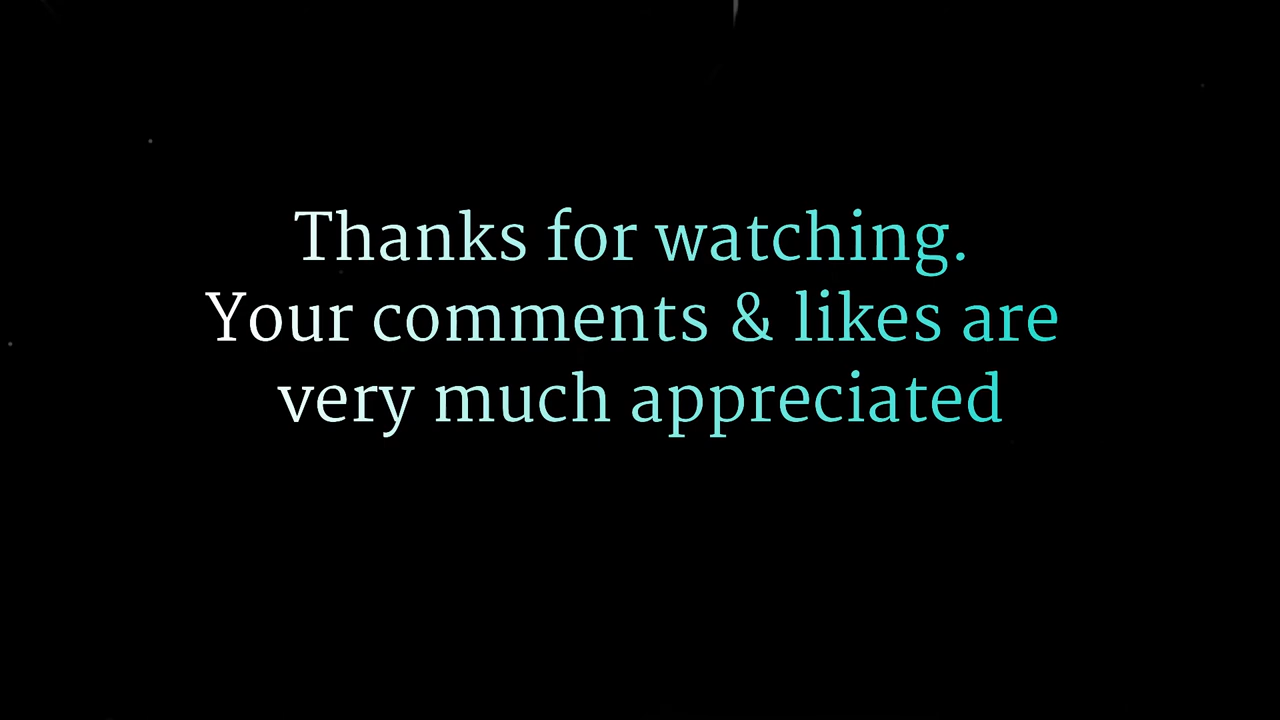 Thanks for watching.
Your comments & likes are
very much appreciated